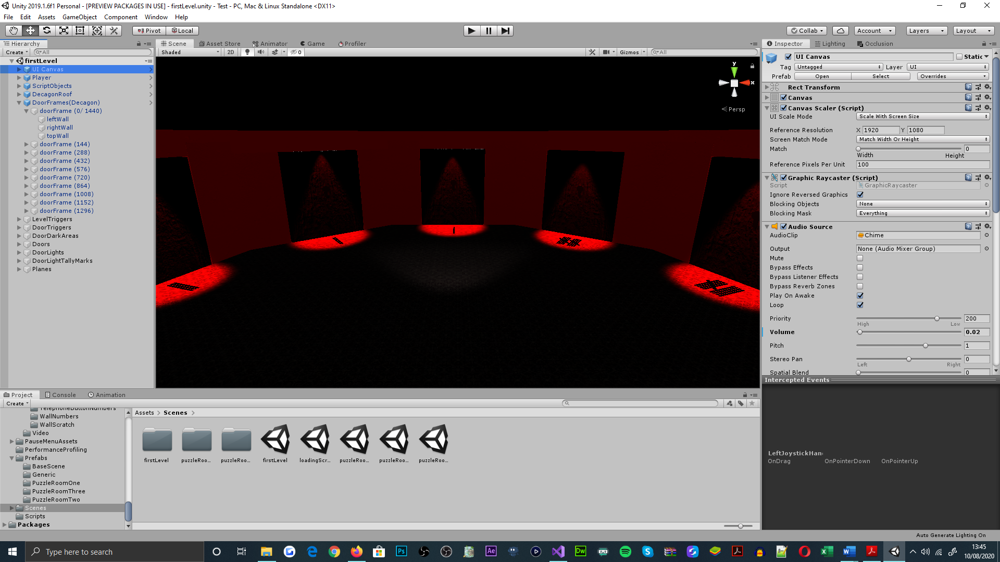 Unity 2019.1.6f1 Personal - [PREVIEW PACKAGES IN USE] - firstLevel.unity - Test - PC, Mac & Linux Standalone <DX11>
File Edit Assets GameObject Component Window Help
Pivot Local Collab Account Layers Layout
Hierarchy
Create All
firstLevel
UI Canvas
Player
ScriptObjects
DecagonRoof
DoorFrames(Decagon)
doorFrame (0/ 1440)
leftWall
rightWall
topWall
doorFrame (144)
doorFrame (288)
doorFrame (432)
doorFrame (576)
doorFrame (720)
doorFrame (864)
doorFrame (1008)
doorFrame (1152)
doorFrame (1296)
LevelTriggers
DoorTriggers
DoorDarkAreas
Doors
DoorLights
DoorLightTallyMarks
Planes
Scene Asset Store Animator Game Profiler
Shaded 2D 0 Gizmos All
y
x
Persp
Inspector Lighting Occlusion
UI Canvas Static
Tag Untagged Layer UI
Prefab Open Select Overrides
Rect Transform
Canvas
Canvas Scaler (Script)
UI Scale Mode Scale With Screen Size
Reference Resolution X 1920 Y 1080
Screen Match Mode Match Width Or Height
Match 0
Width Height
Reference Pixels Per Unit 100
Graphic Raycaster (Script)
Script GraphicRaycaster
Ignore Reversed Graphics
Blocking Objects None
Blocking Mask Everything
Audio Source
AudioClip Chime
Output None (Audio Mixer Group)
Mute
Bypass Effects
Bypass Listener Effects
Bypass Reverb Zones
Play On Awake
Loop
Priority 200
High Low
Volume 0.02
Pitch 1
Stereo Pan 0
Left Right
Spatial Blend 0
Intercepted Events
LeftJoystickHan
OnDrag OnPointerDown OnPointerUp
Project Console Animation
Create
TelephoneButtonNumbers
WallNumbers
WallScratch
Video
PauseMenuAssets
PerformanceProfiling
Prefabs
BaseScene
Generic
PuzzleRoomOne
PuzzleRoomThree
PuzzleRoomTwo
Scenes
Scripts
Packages
Assets > Scenes >
firstLevel puzzleRoo... puzzleRoo... firstLevel loadingScr... puzzleRoo... puzzleRoo... puzzleRoo...
Auto Generate Lighting On
Type here to search
Ps Ae Dw
13:45
10/08/2020